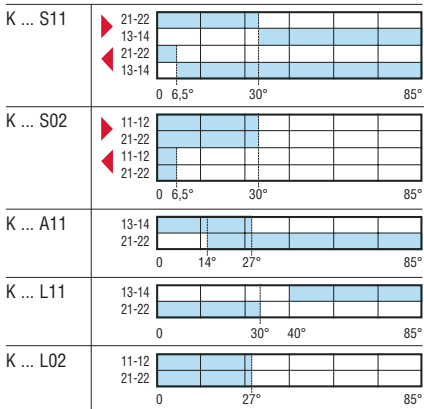 K ... S11
21-22
13-14
21-22
13-14
0 6,5° 30° 85°
K ... S02
11-12
21-22
11-12
21-22
0 6,5° 30° 85°
K ... A11
13-14
21-22
0 14° 27° 85°
K ... L11
13-14
21-22
0 30° 40° 85°
K ... L02
11-12
21-22
0 27° 85°